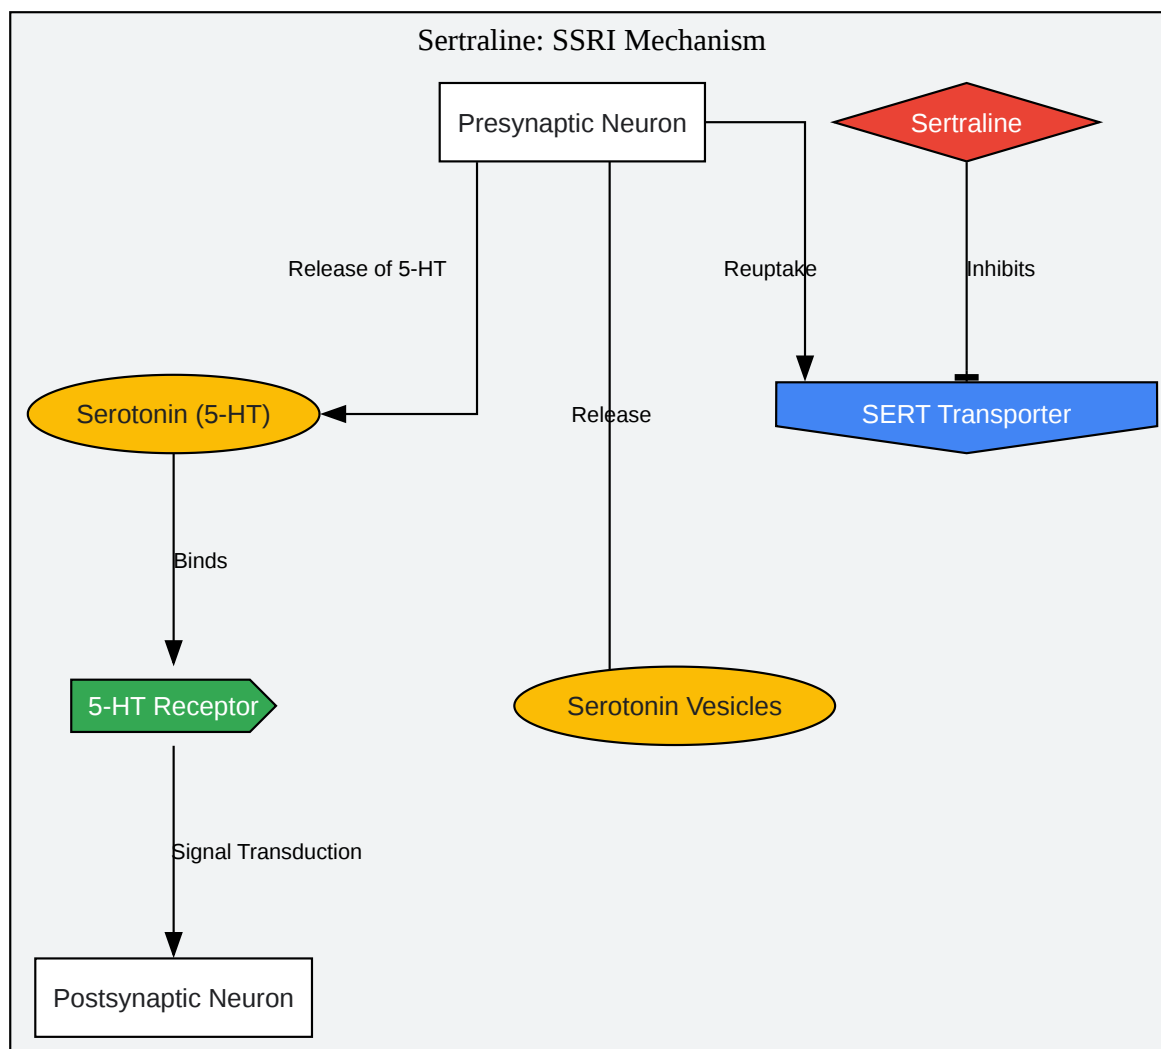 Sertraline: SSRI Mechanism
Presynaptic Neuron
Sertraline
Release of 5-HT
Reuptake
Inhibits
Serotonin (5-HT)
Release
SERT Transporter
Binds
5-HT Receptor
Serotonin Vesicles
Signal Transduction
Postsynaptic Neuron